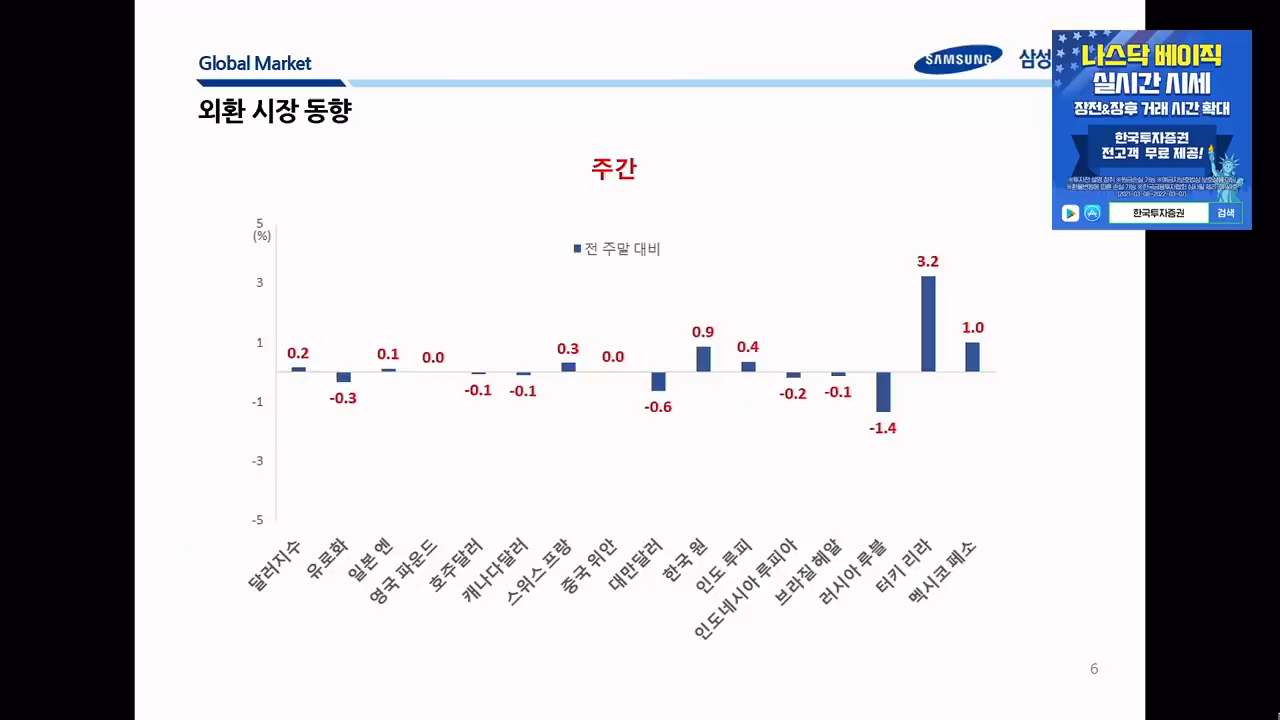 Global Market
SAMSUNG 삼성
외환 시장 동향
주간
5
(%)
3
1
-1
-3
-5
전 주말 대비
0.2
-0.3
0.1
0.0
-0.1
-0.1
0.3
0.0
-0.6
0.9
0.4
-0.2
-0.1
-1.4
3.2
1.0
달러지수
유로화
일본 엔
영국 파운드
호주달러
캐나다달러
스위스 프랑
중국 위안
대만달러
한국 원
인도 루피
인도네시아 루피아
브라질 헤알
러시아 루블
터키 리라
멕시코 페소
6
나스닥 베이직
실시간 시세
장전&장후 거래 시간 확대
한국투자증권
전고객 무료 제공!
한국투자증권 검색